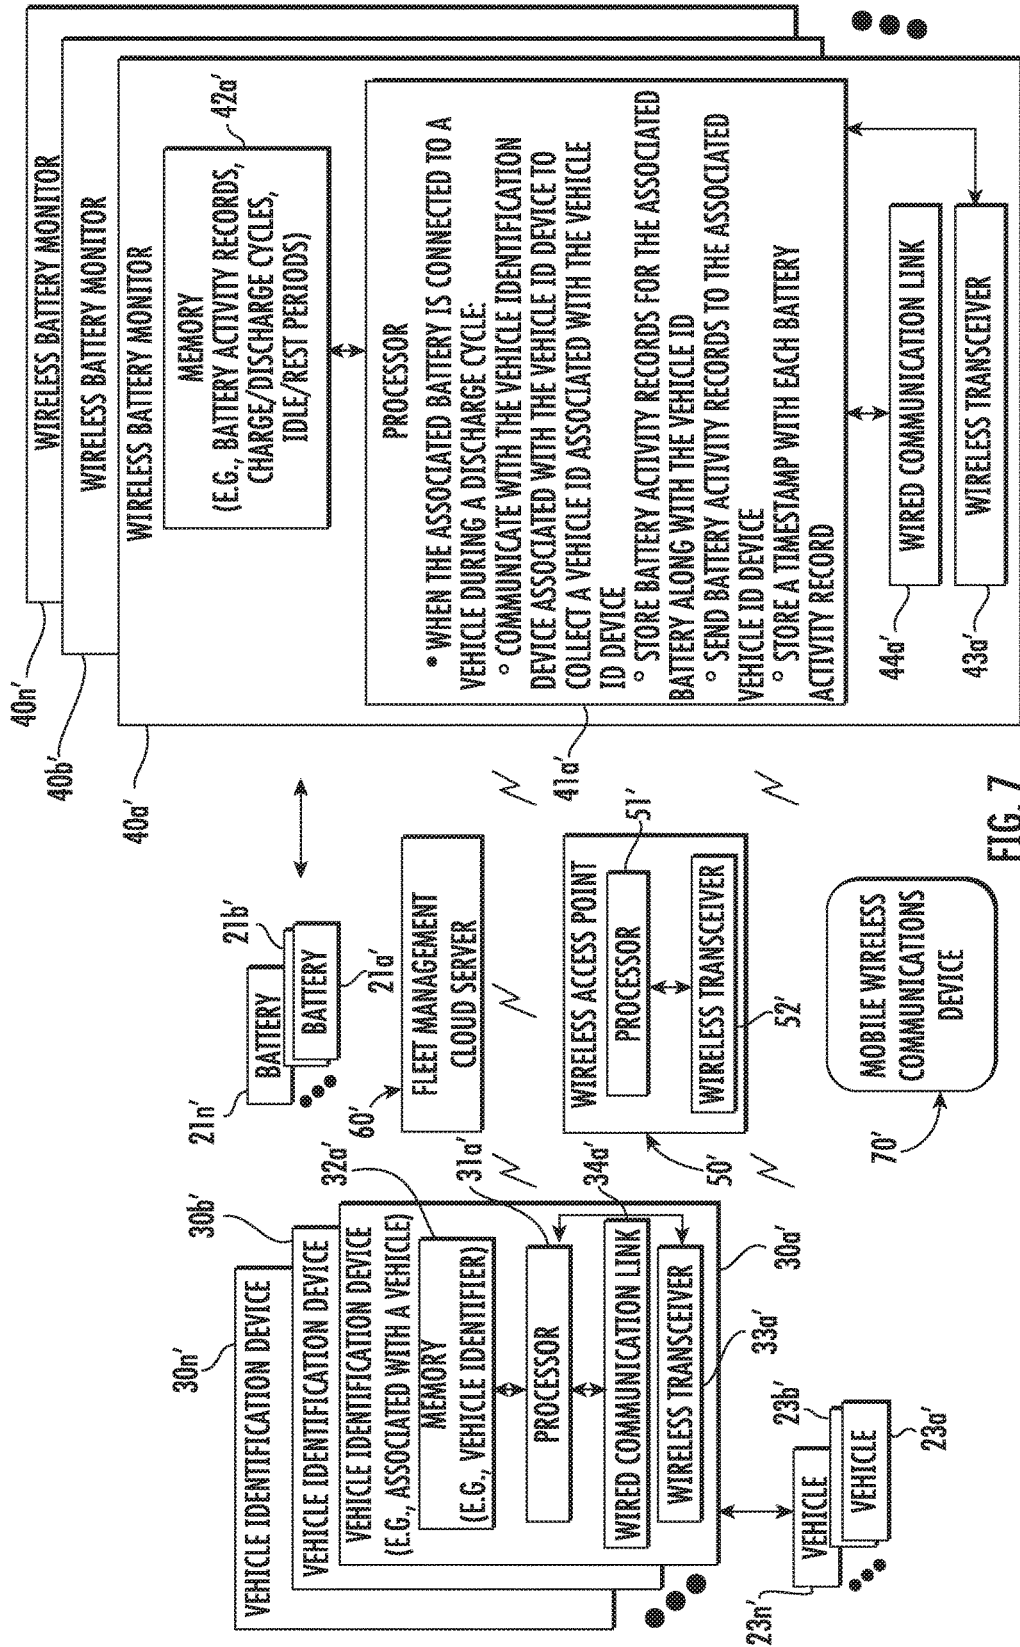 30n'
VEHICLE IDENTIFICATION DEVICE
30b'
VEHICLE IDENTIFICATION DEVICE
VEHICLE IDENTIFICATION DEVICE
(E.G., ASSOCIATED WITH A VEHICLE)
32a'
MEMORY
(E.G., VEHICLE IDENTIFIER)
31a'
PROCESSOR
34a'
WIRED COMMUNICATION LINK
WIRELESS TRANSCEIVER
33a'
30a'
23n'
VEHICLE
23b'
VEHICLE
23a'
21n'
BATTERY
21b'
BATTERY
21a'
60'
FLEET MANAGEMENT
CLOUD SERVER
50'
WIRELESS ACCESS POINT
51'
PROCESSOR
WIRELESS TRANSCEIVER
52'
70'
MOBILE WIRELESS
COMMUNICATIONS
DEVICE
40n'
WIRELESS BATTERY MONITOR
40b'
WIRELESS BATTERY MONITOR
40a'
WIRELESS BATTERY MONITOR
42a'
MEMORY
(E.G., BATTERY ACTIVITY RECORDS,
CHARGE/DISCHARGE CYCLES,
IDLE/REST PERIODS)
41a'
PROCESSOR
• WHEN THE ASSOCIATED BATTERY IS CONNECTED TO A
VEHICLE DURING A DISCHARGE CYCLE:
○ COMMUNICATE WITH THE VEHICLE IDENTIFICATION
DEVICE ASSOCIATED WITH THE VEHICLE ID DEVICE TO
COLLECT A VEHICLE ID ASSOCIATED WITH THE VEHICLE
ID DEVICE
○ STORE BATTERY ACTIVITY RECORDS FOR THE ASSOCIATED
BATTERY ALONG WITH THE VEHICLE ID
○ SEND BATTERY ACTIVITY RECORDS TO THE ASSOCIATED
VEHICLE ID DEVICE
○ STORE A TIMESTAMP WITH EACH BATTERY
ACTIVITY RECORD
44a'
WIRED COMMUNICATION LINK
43a'
WIRELESS TRANSCEIVER
FIG. 7